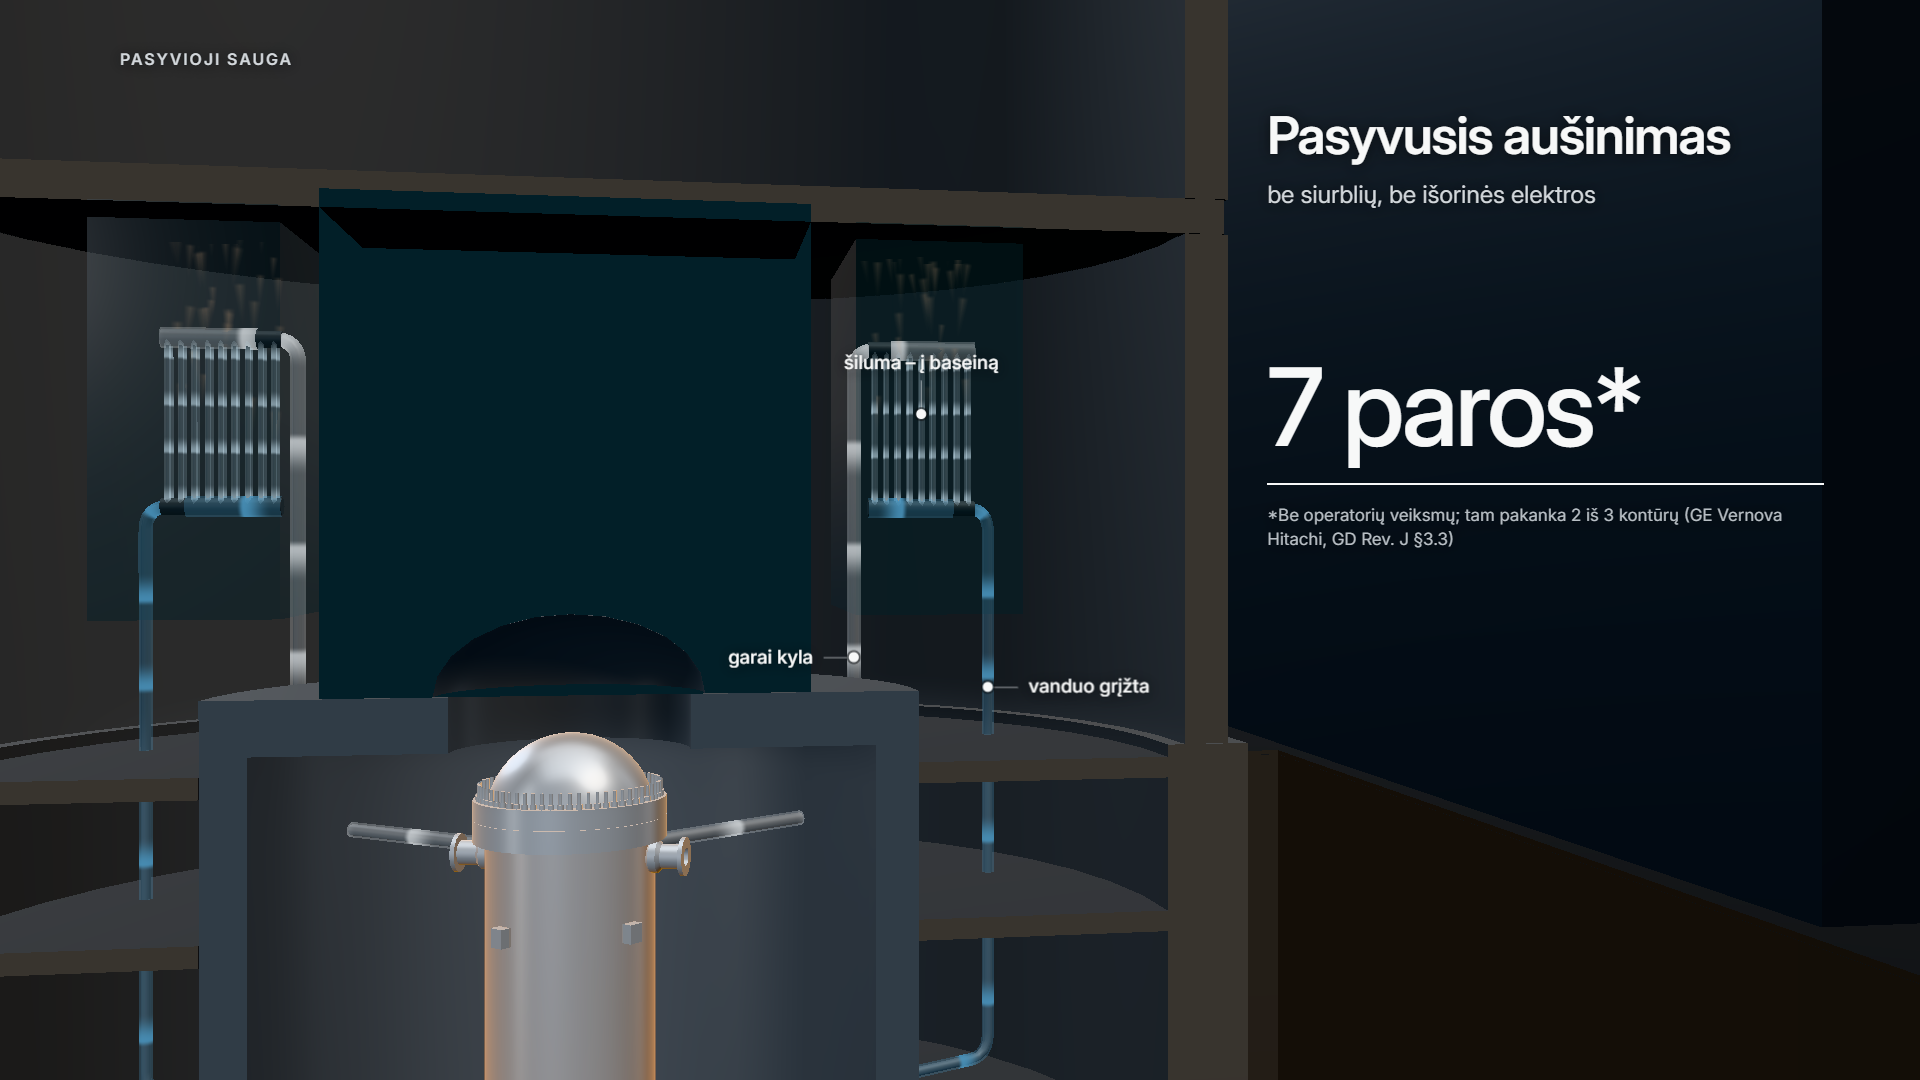 PASYVIOJI SAUGA
Pasyvusis aušinimas
be siurblių, be išorinės elektros
7 paros*
*Be operatorių veiksmų; tam pakanka 2 iš 3 kontūrų (GE Vernova
Hitachi, GD Rev. J §3.3)
šiluma – į baseiną
garai kyla
vanduo grįžta